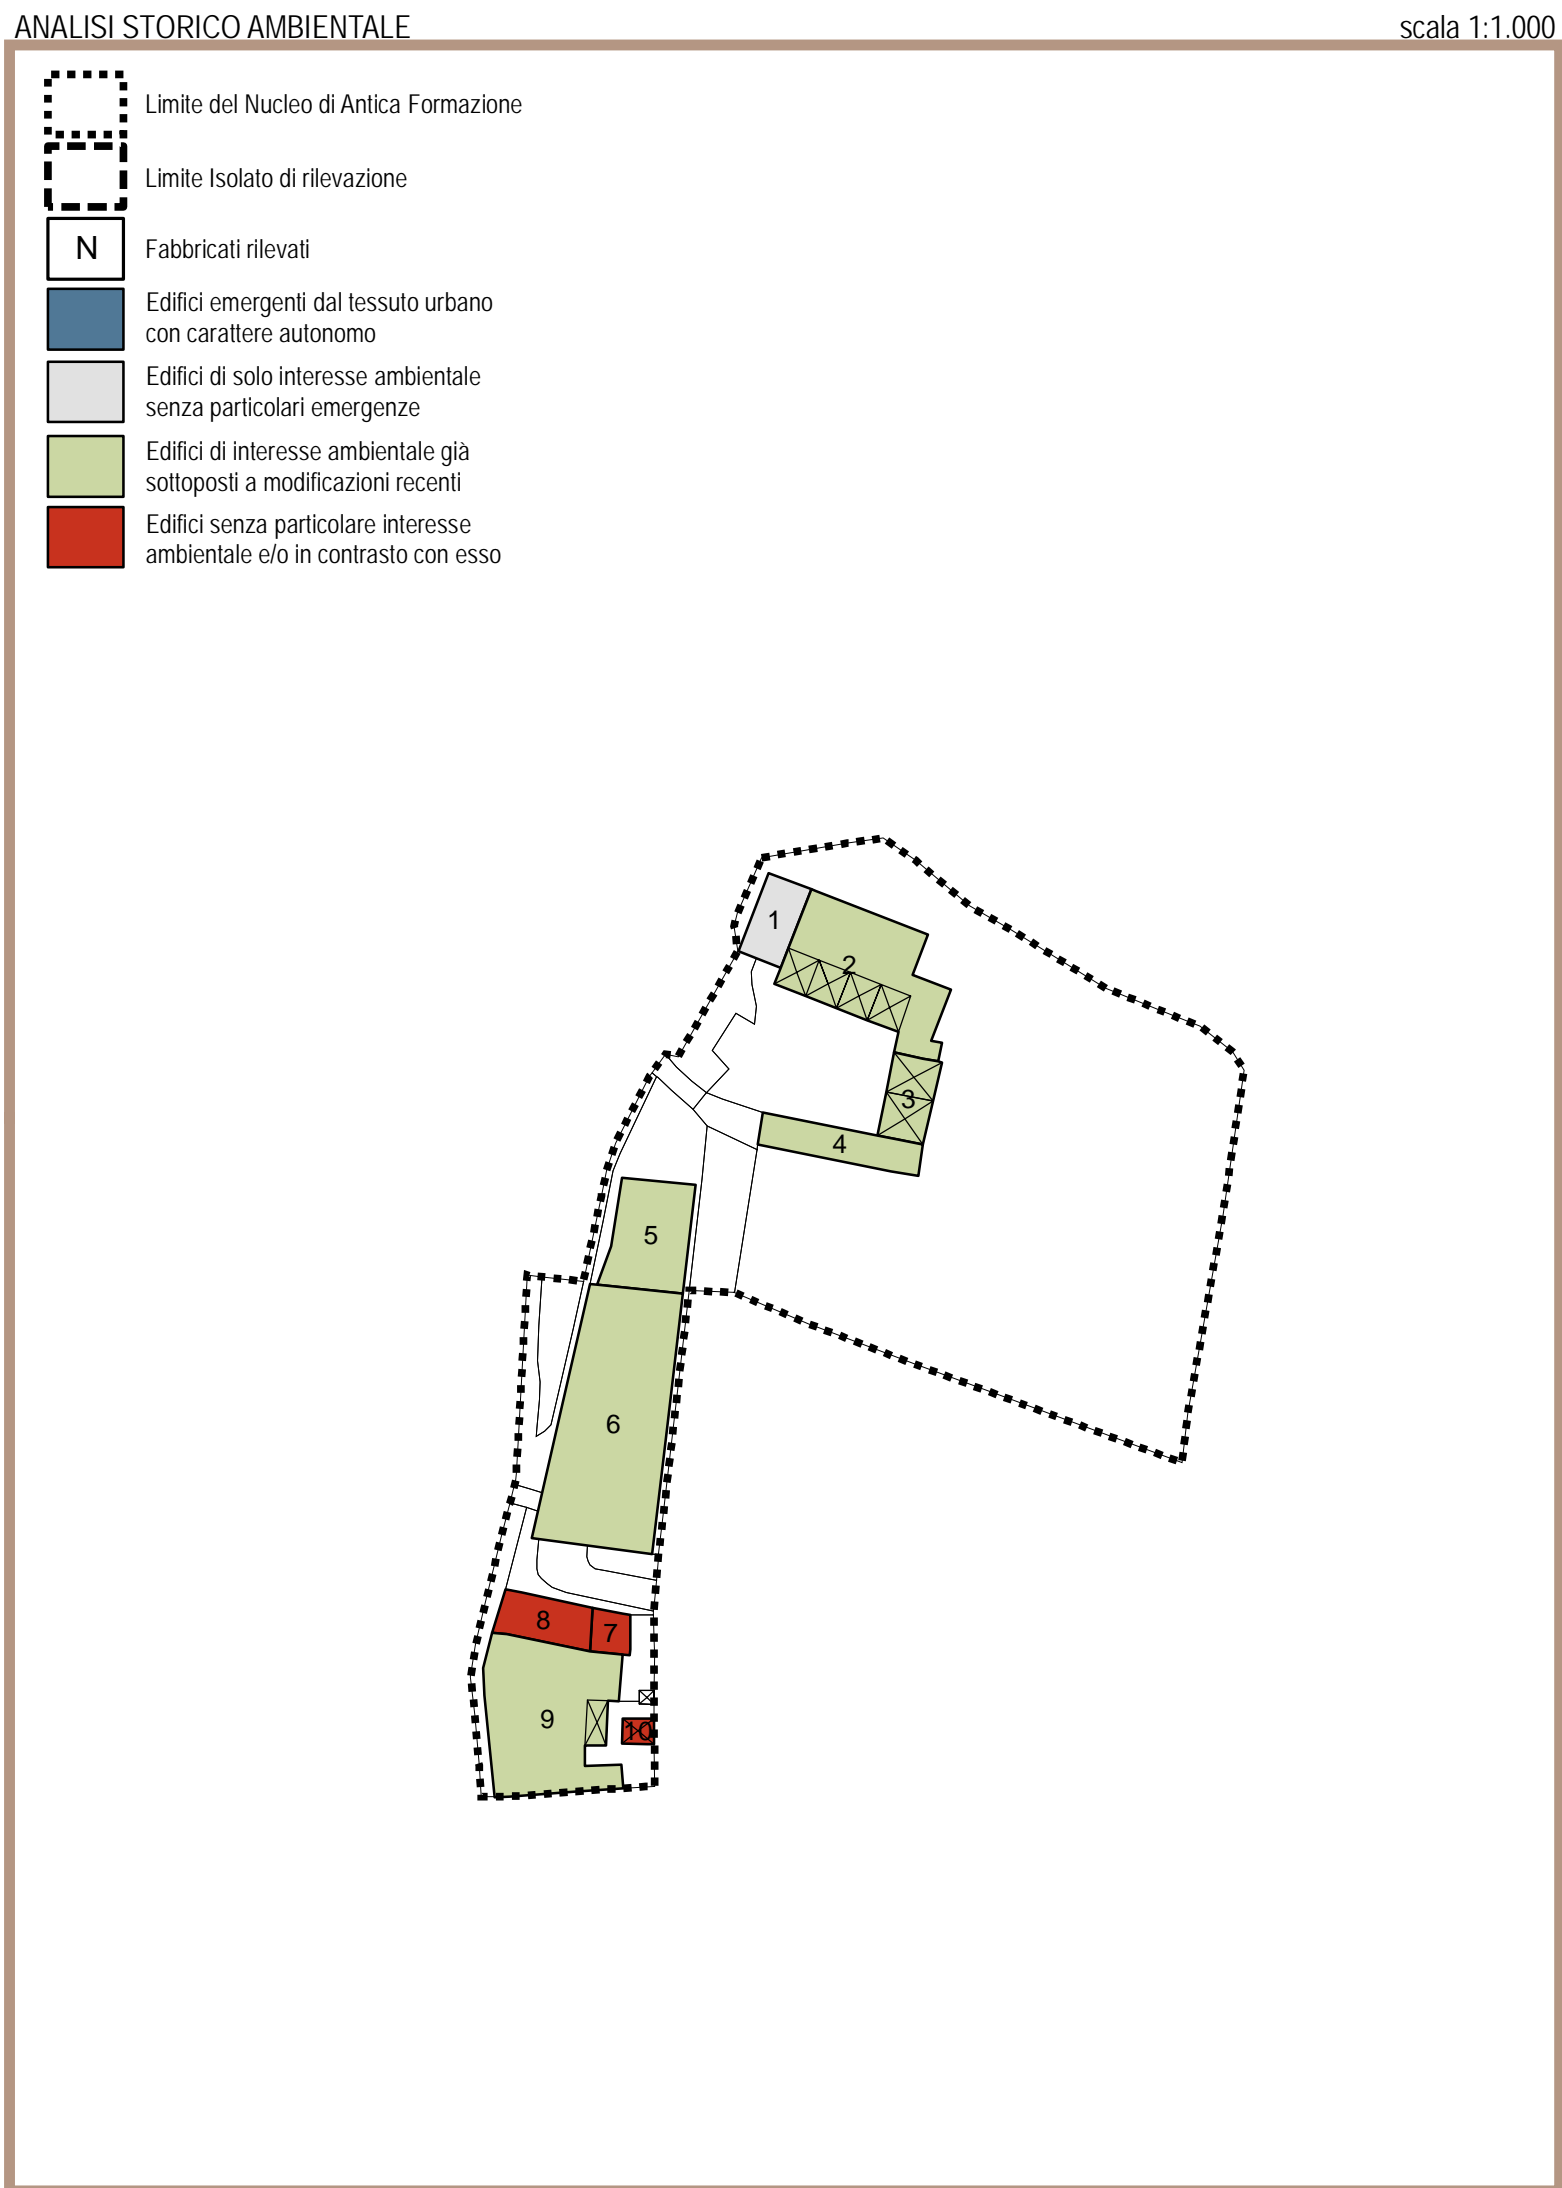 ANALISI STORICO AMBIENTALE
scala 1:1.000
Limite del Nucleo di Antica Formazione
Limite Isolato di rilevazione
N
Fabbricati rilevati
Edifici emergenti dal tessuto urbano
con carattere autonomo
Edifici di solo interesse ambientale
senza particolari emergenze
Edifici di interesse ambientale già
sottoposti a modificazioni recenti
Edifici senza particolare interesse
ambientale e/o in contrasto con esso
1
2
3
4
5
6
8
7
9
10